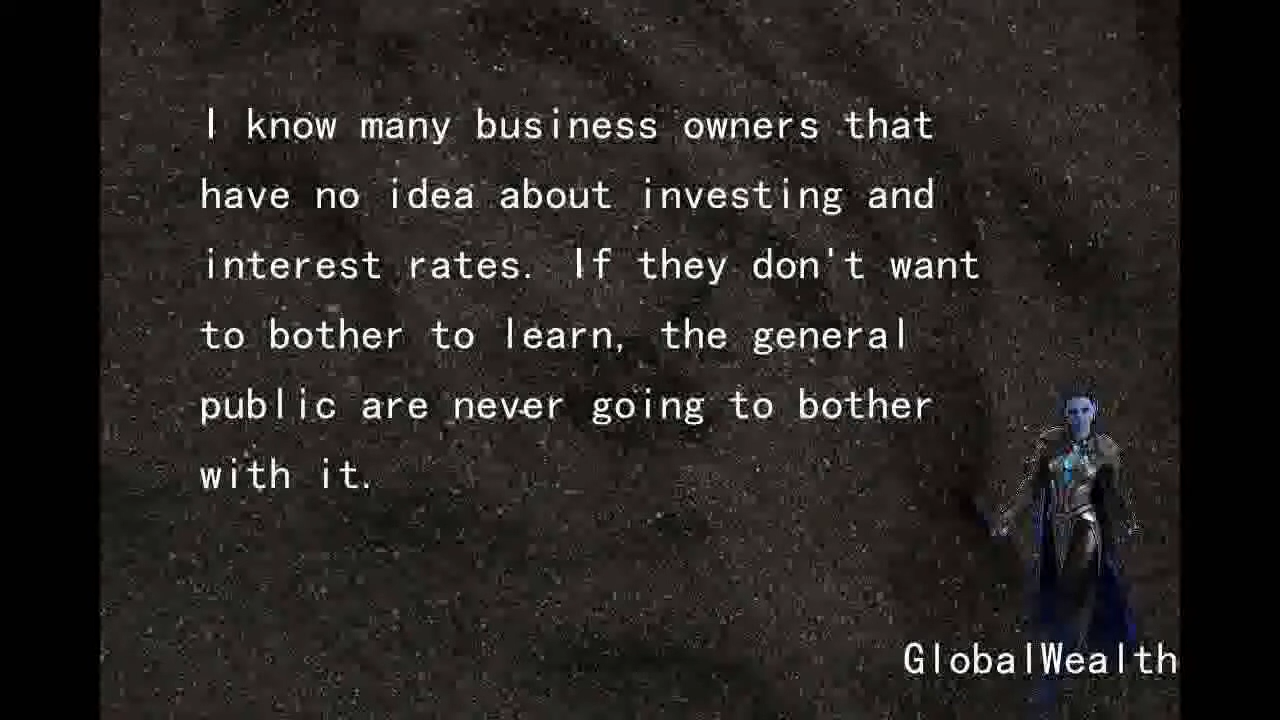 I know many business owners that
have no idea about investing and
interest rates. If they don't want
to bother to learn, the general
public are never going to bother
with it.
GlobalWealth